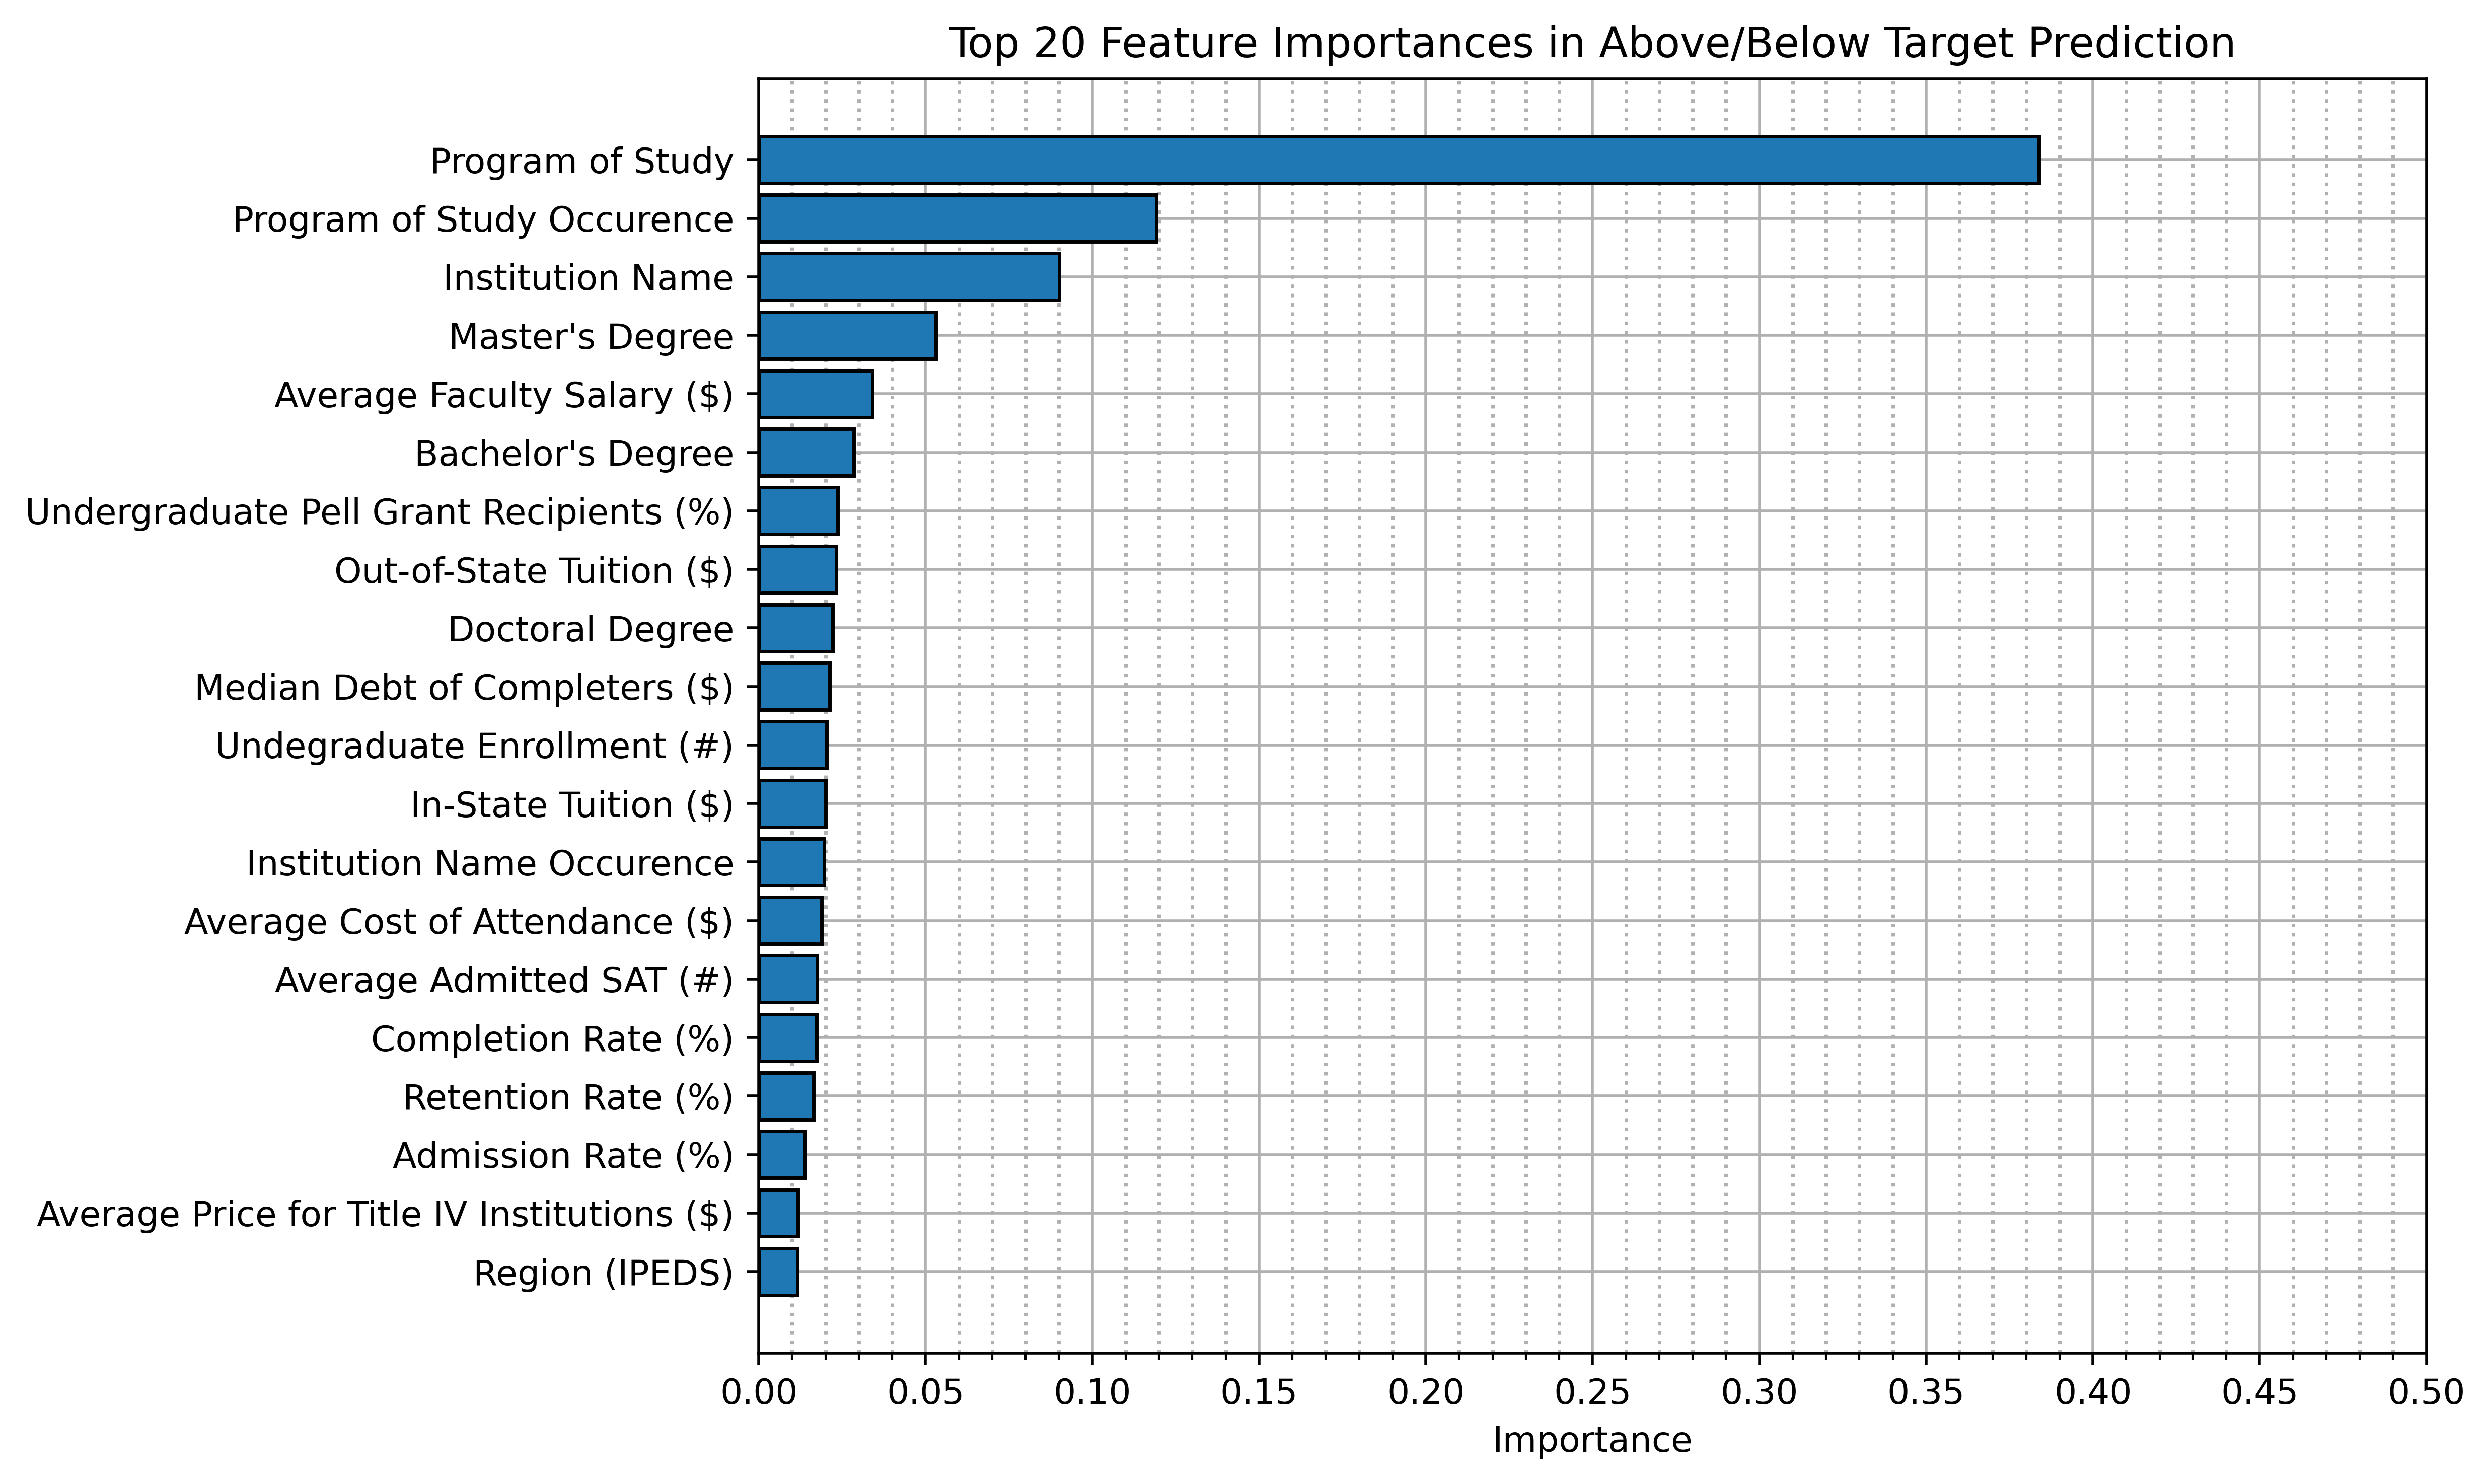 Top 20 Feature Importances in Above/Below Target Prediction
Program of Study
Program of Study Occurence
Institution Name
Master's Degree
Average Faculty Salary ($)
Bachelor's Degree
Undergraduate Pell Grant Recipients (%)
Out-of-State Tuition ($)
Doctoral Degree
Median Debt of Completers ($)
Undegraduate Enrollment (#)
In-State Tuition ($)
Institution Name Occurence
Average Cost of Attendance ($)
Average Admitted SAT (#)
Completion Rate (%)
Retention Rate (%)
Admission Rate (%)
Average Price for Title IV Institutions ($)
Region (IPEDS)
0.00 0.05 0.10 0.15 0.20 0.25 0.30 0.35 0.40 0.45 0.50
Importance